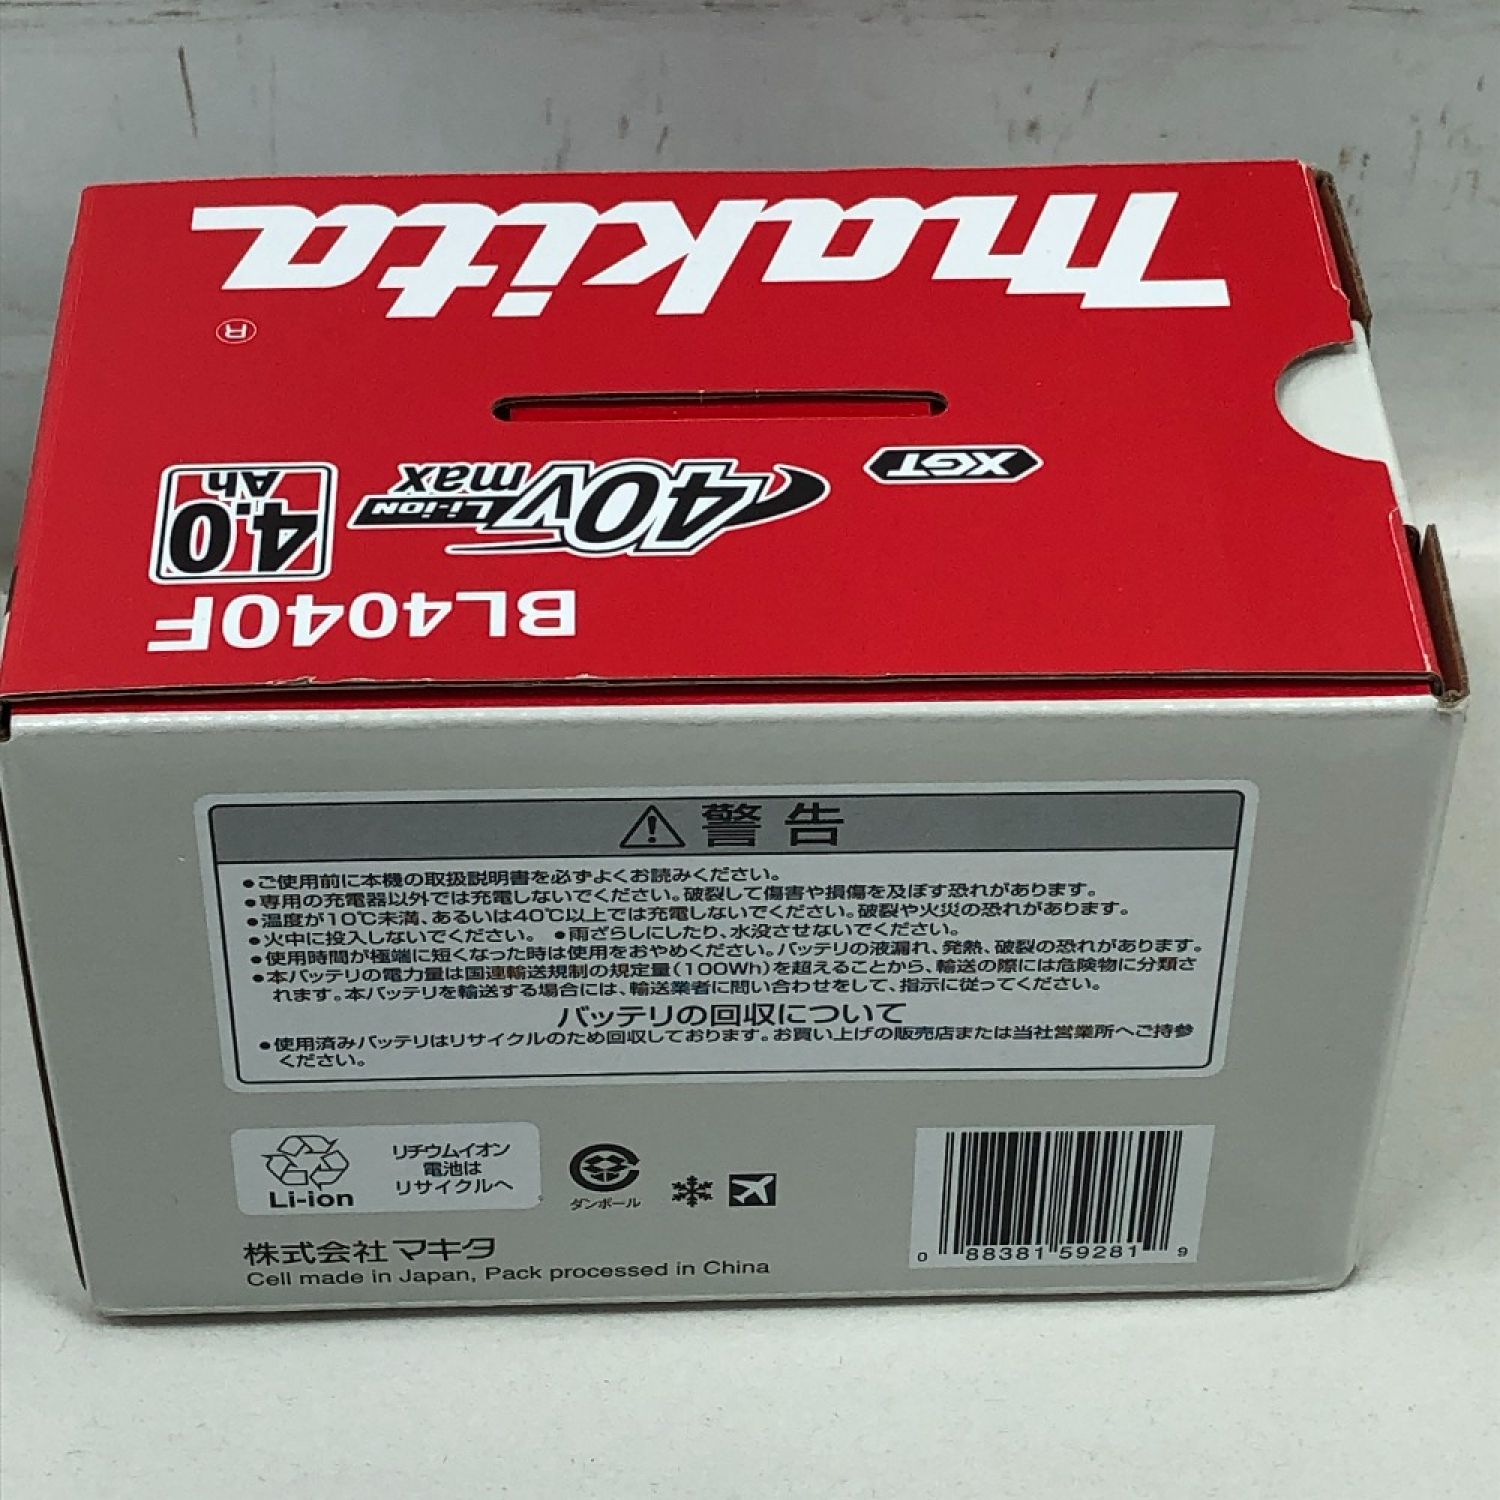 makita
®
XGT
40Vmax
Li-ion
4.0
Ah
BL4040F
警告
●ご使用前に本機の取扱説明書を必ずよくお読みください。
●専用の充電器以外では充電しないでください。破裂して傷害や損傷を及ぼす恐れがあります。
●温度が10℃未満、あるいは40℃以上では充電しないでください。破裂や火災の恐れがあります。
●火中に投入しないでください。 ●雨ざらしにしたり、水没させないでください。
●使用時間が極端に短くなった時は使用をおやめください。バッテリの液漏れ、発熱、破裂の恐れがあります。
●本バッテリの電力量は国連輸送規制の規定量(100Wh)を超えることから、輸送の際には危険物に分類さ
れます。本バッテリを輸送する場合には、輸送業者に問い合わせをして、指示に従ってください。
バッテリの回収について
●使用済みバッテリはリサイクルのため回収しております。お買い上げの販売店または当社営業所へご持参
ください。
Li-ion
リチウムイオン
電池は
リサイクルへ
ダンボール
0 88381 59281 9
株式会社マキタ
Cell made in Japan, Pack processed in China